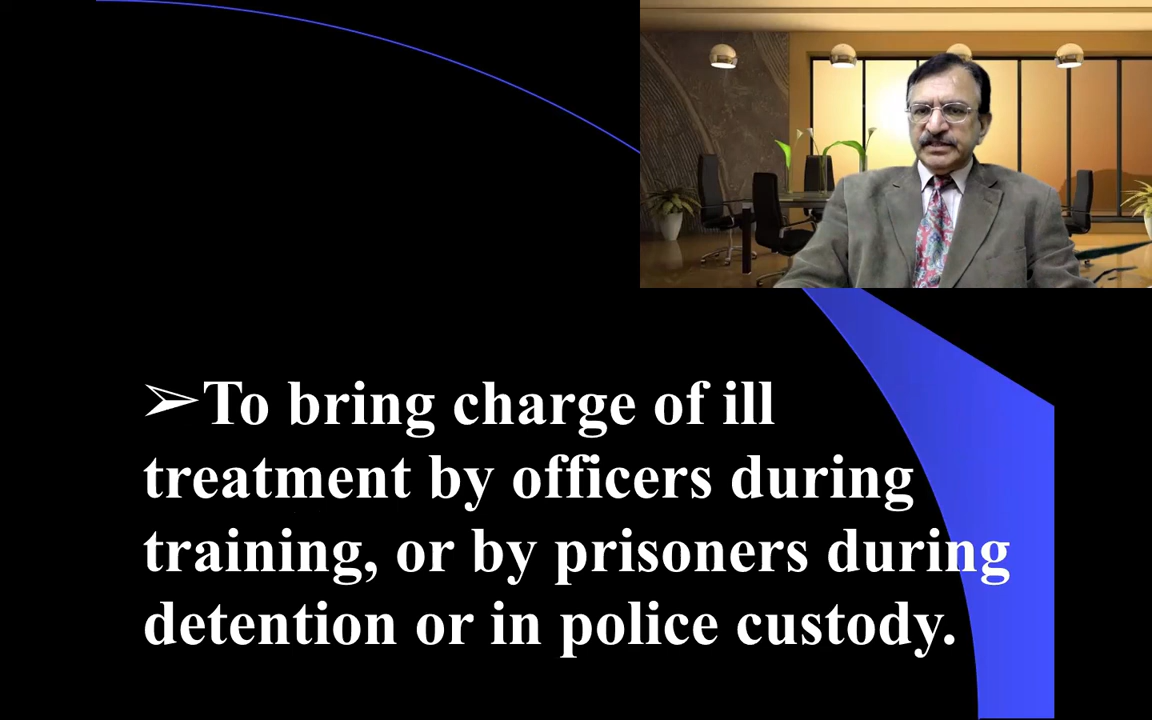 ➢To bring charge of ill
treatment by officers during
training, or by prisoners during
detention or in police custody.